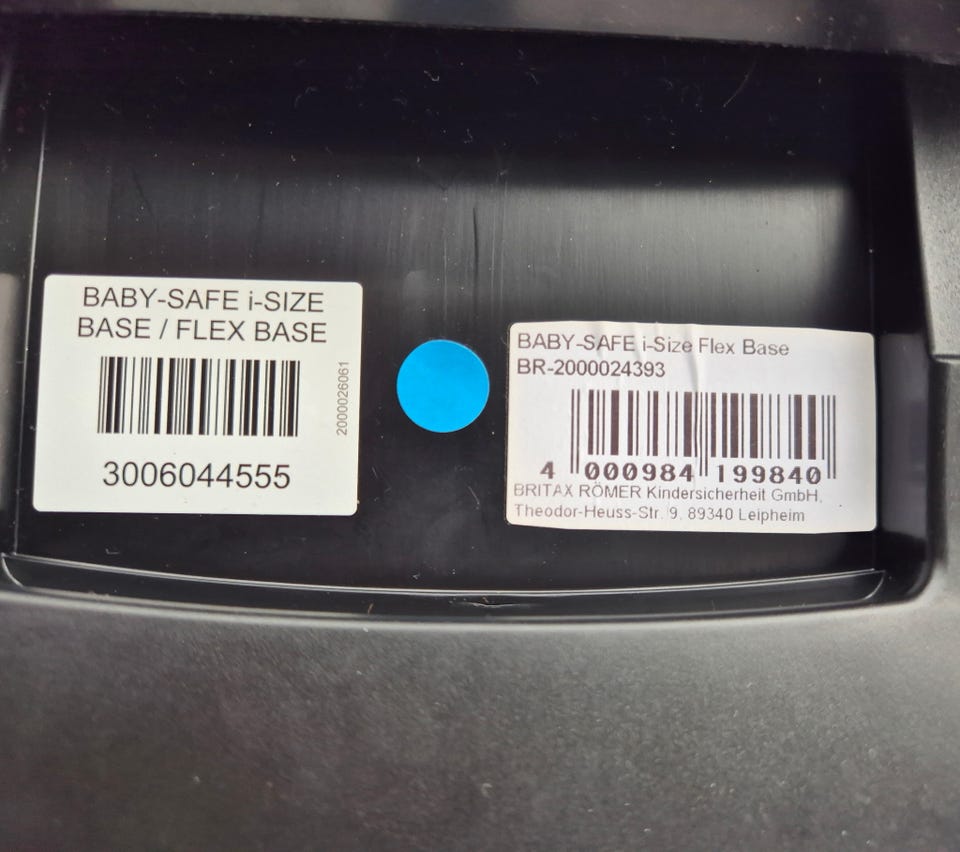 BABY-SAFE i-SIZE
BASE / FLEX BASE
2000026061
3006044555
BABY-SAFE i-Size Flex Base
BR-2000024393
4 000984 199840
BRITAX RÖMER Kindersicherheit GmbH,
Theodor-Heuss-Str. 9, 89340 Leipheim